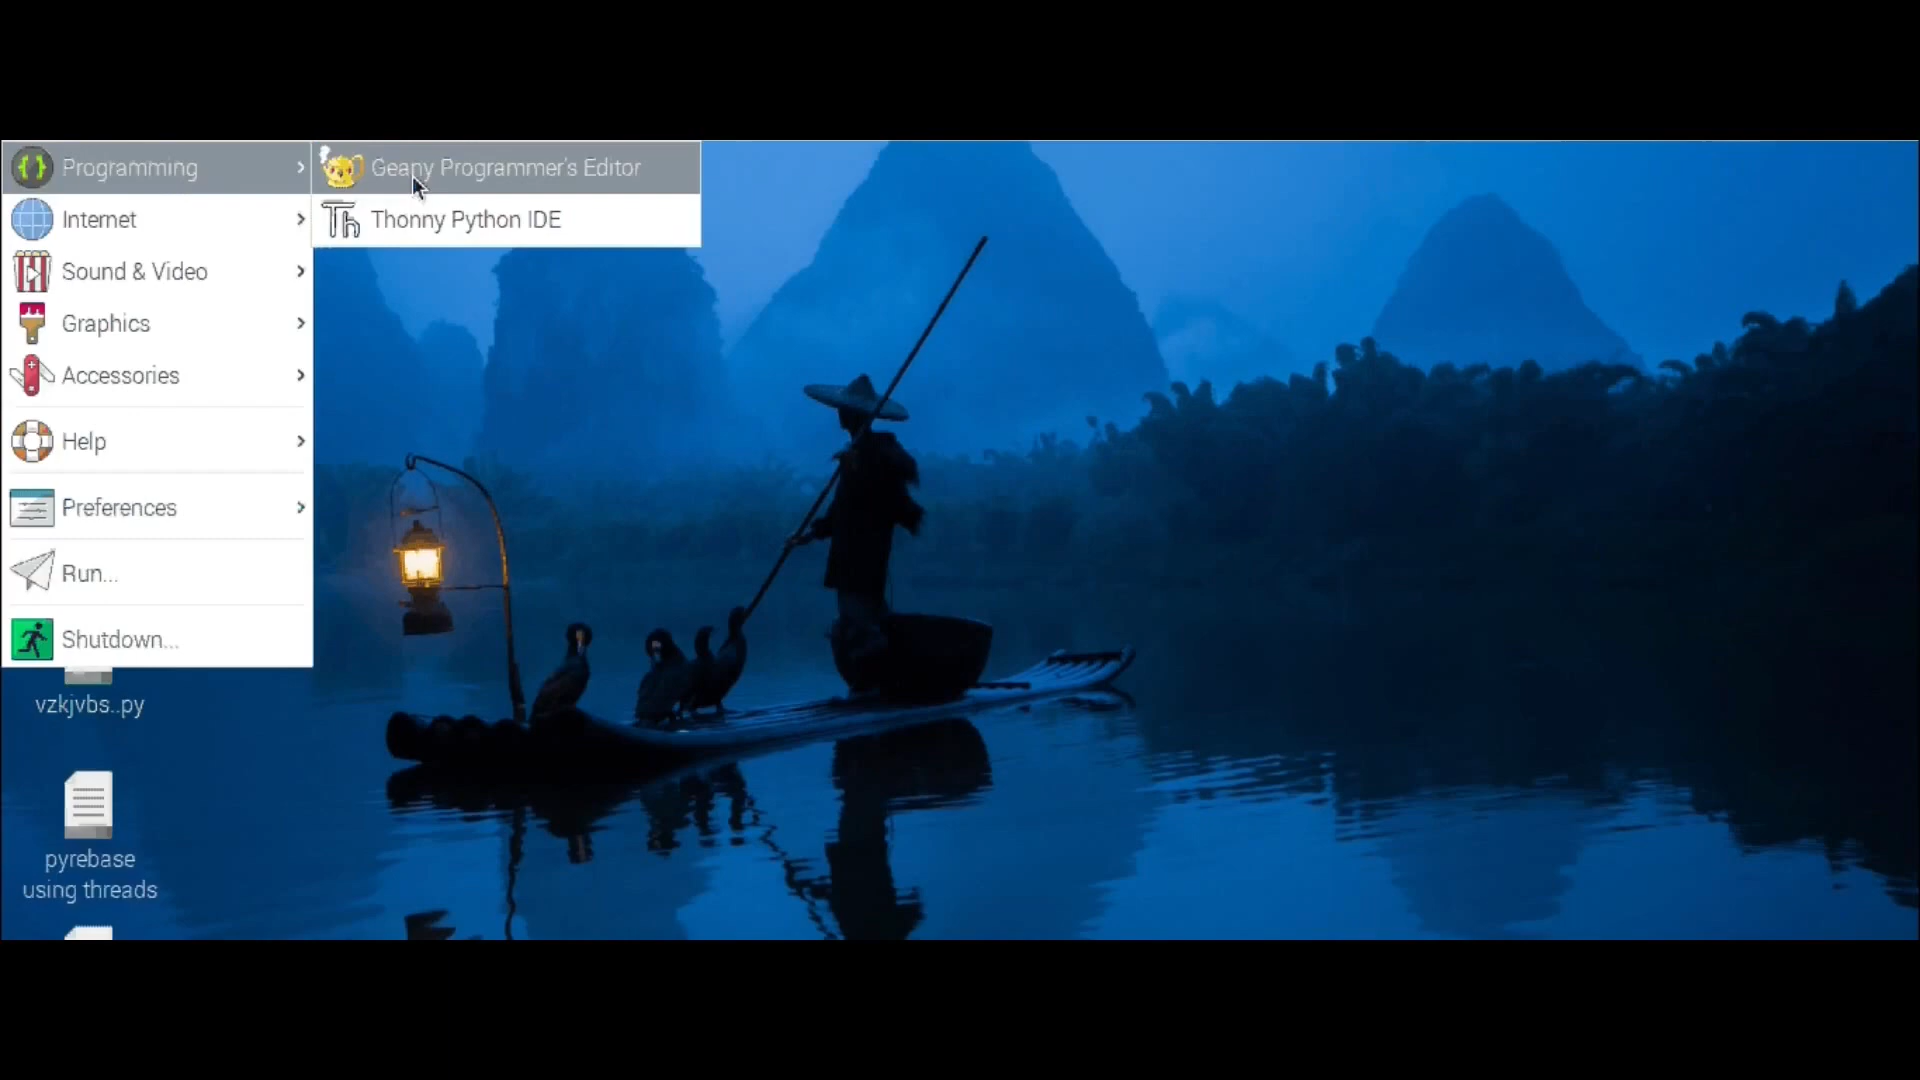 Programming
Geany Programmer's Editor
Internet
Thonny Python IDE
Sound & Video
Graphics
Accessories
Help
Preferences
Run...
Shutdown...
vzkjvbs..py
pyrebase
using threads